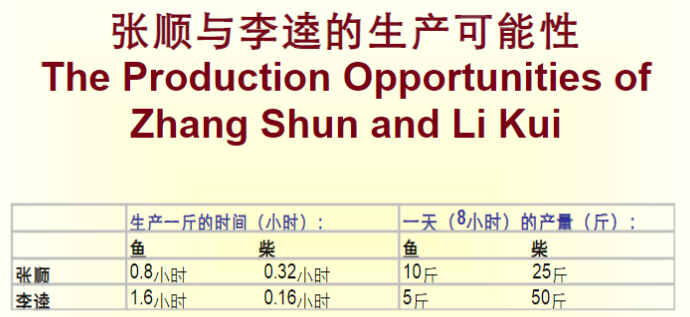 张顺与李逵的生产可能性
The Production Opportunities of
Zhang Shun and Li Kui
生产一斤的时间（小时）： 一天（8小时）的产量（斤）：
鱼 柴 鱼 柴
张顺 0.8小时 0.32小时 10斤 25斤
李逵 1.6小时 0.16小时 5斤 50斤